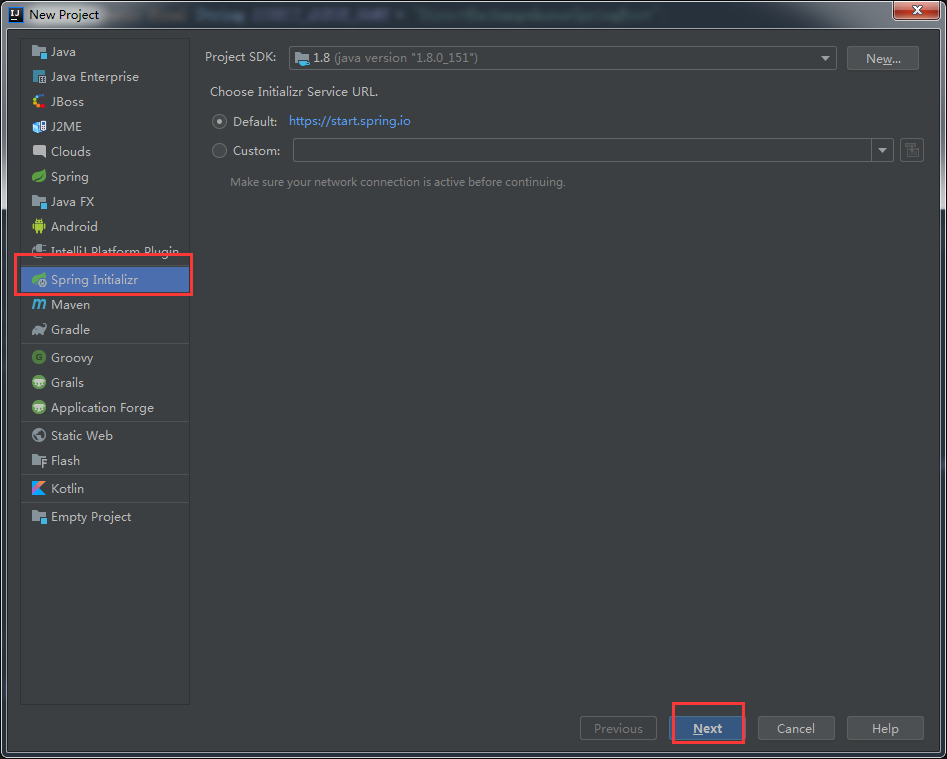 New Project
Java
Java Enterprise
JBoss
J2ME
Clouds
Spring
Java FX
Android
IntelliJ Platform Plugin
Spring Initializr
Maven
Gradle
Groovy
Grails
Application Forge
Static Web
Flash
Kotlin
Empty Project
Project SDK: 1.8 (java version "1.8.0_151") New...
Choose Initializr Service URL.
Default: https://start.spring.io
Custom:
Make sure your network connection is active before continuing.
Previous Next Cancel Help